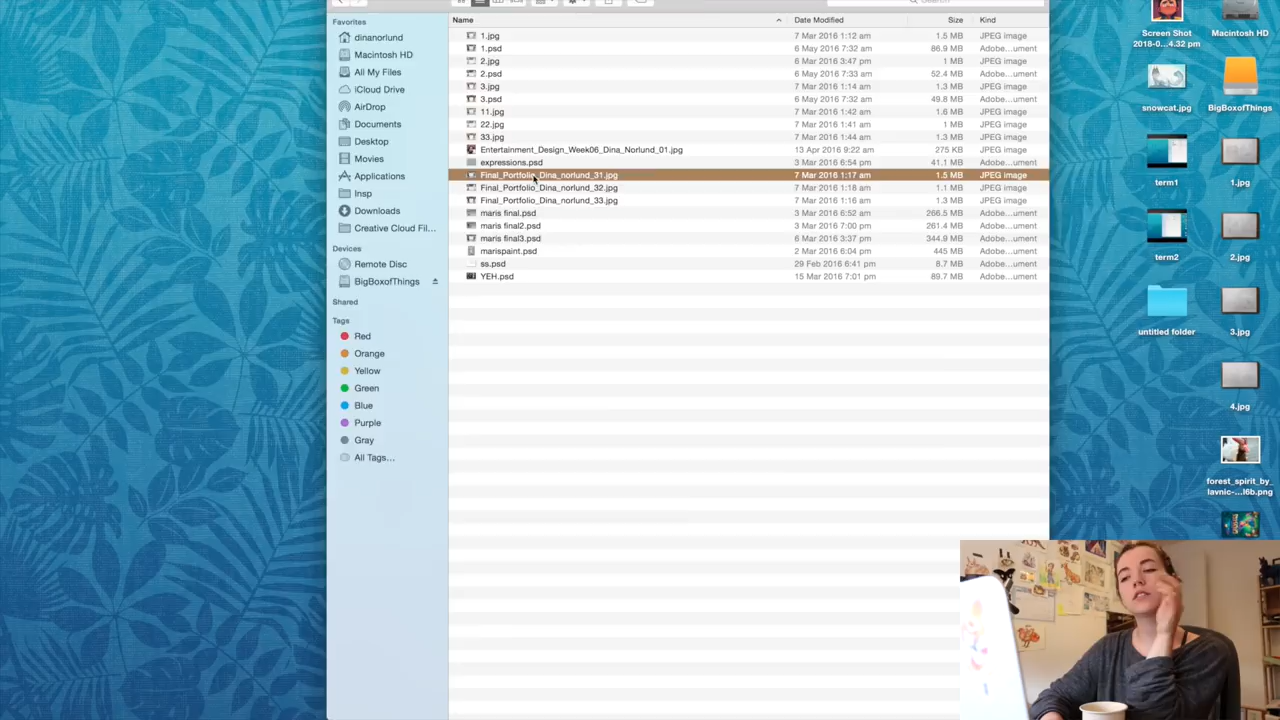 Search
Favorites
dinanorlund
Macintosh HD
All My Files
iCloud Drive
AirDrop
Documents
Desktop
Movies
Applications
Insp
Downloads
Creative Cloud Fil...
Devices
Remote Disc
BigBoxofThings
Shared
Tags
Red
Orange
Yellow
Green
Blue
Purple
Gray
All Tags...
Name Date Modified Size Kind
1.jpg 7 Mar 2016 1:12 am 1.5 MB JPEG image
1.psd 6 May 2016 7:32 am 86.9 MB Adobe...ument
2.jpg 6 Mar 2016 3:47 pm 1 MB JPEG image
2.psd 6 May 2016 7:33 am 52.4 MB Adobe...ument
3.jpg 7 Mar 2016 1:14 am 1.3 MB JPEG image
3.psd 6 May 2016 7:32 am 49.8 MB Adobe...ument
11.jpg 7 Mar 2016 1:42 am 1.5 MB JPEG image
22.jpg 7 Mar 2016 1:41 am 1 MB JPEG image
33.jpg 7 Mar 2016 1:44 am 1.3 MB JPEG image
Entertainment_Design_Week06_Dina_Norlund_01.jpg 13 Apr 2016 9:22 am 275 KB JPEG image
expressions.psd 3 Mar 2016 6:54 pm 41.1 MB Adobe...ument
Final_Portfolio_Dina_norlund_31.jpg 7 Mar 2016 1:17 am 1.5 MB JPEG image
Final_Portfolio_Dina_norlund_32.jpg 7 Mar 2016 1:18 am 1.1 MB JPEG image
Final_Portfolio_Dina_norlund_33.jpg 7 Mar 2016 1:16 am 1.3 MB JPEG image
maris final.psd 3 Mar 2016 6:52 am 266.5 MB Adobe...ument
maris final2.psd 3 Mar 2016 7:00 pm 261.4 MB Adobe...ument
maris final3.psd 6 Mar 2016 3:37 pm 344.9 MB Adobe...ument
marispaint.psd 2 Mar 2016 6:04 pm 445 MB Adobe...ument
ss.psd 29 Feb 2016 6:41 pm 8.7 MB Adobe...ument
YEH.psd 15 Mar 2016 7:01 pm 89.7 MB Adobe...ument
Screen Shot
2018-0...4.32 pm
Macintosh HD
snowcat.jpg
BigBoxofThings
term1
1.jpg
term2
2.jpg
untitled folder
3.jpg
4.jpg
forest_spirit_by_
lavnic-...l6b.png